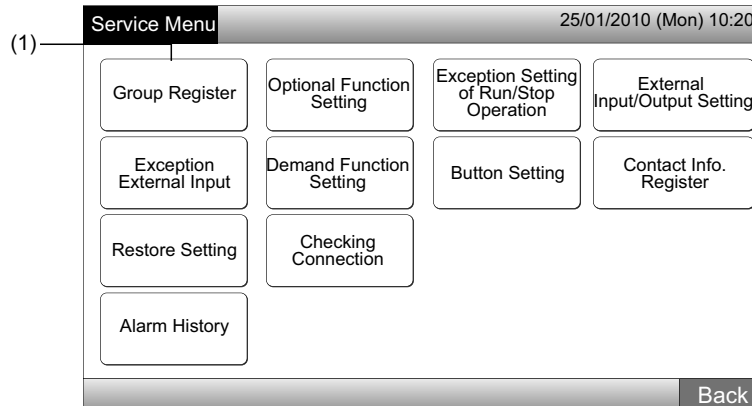 Service Menu
25/01/2010 (Mon) 10:20
(1)
Group Register
Optional Function
Setting
Exception Setting
of Run/Stop
Operation
External
Input/Output Setting
Exception
External Input
Demand Function
Setting
Button Setting
Contact Info.
Register
Restore Setting
Checking
Connection
Alarm History
Back